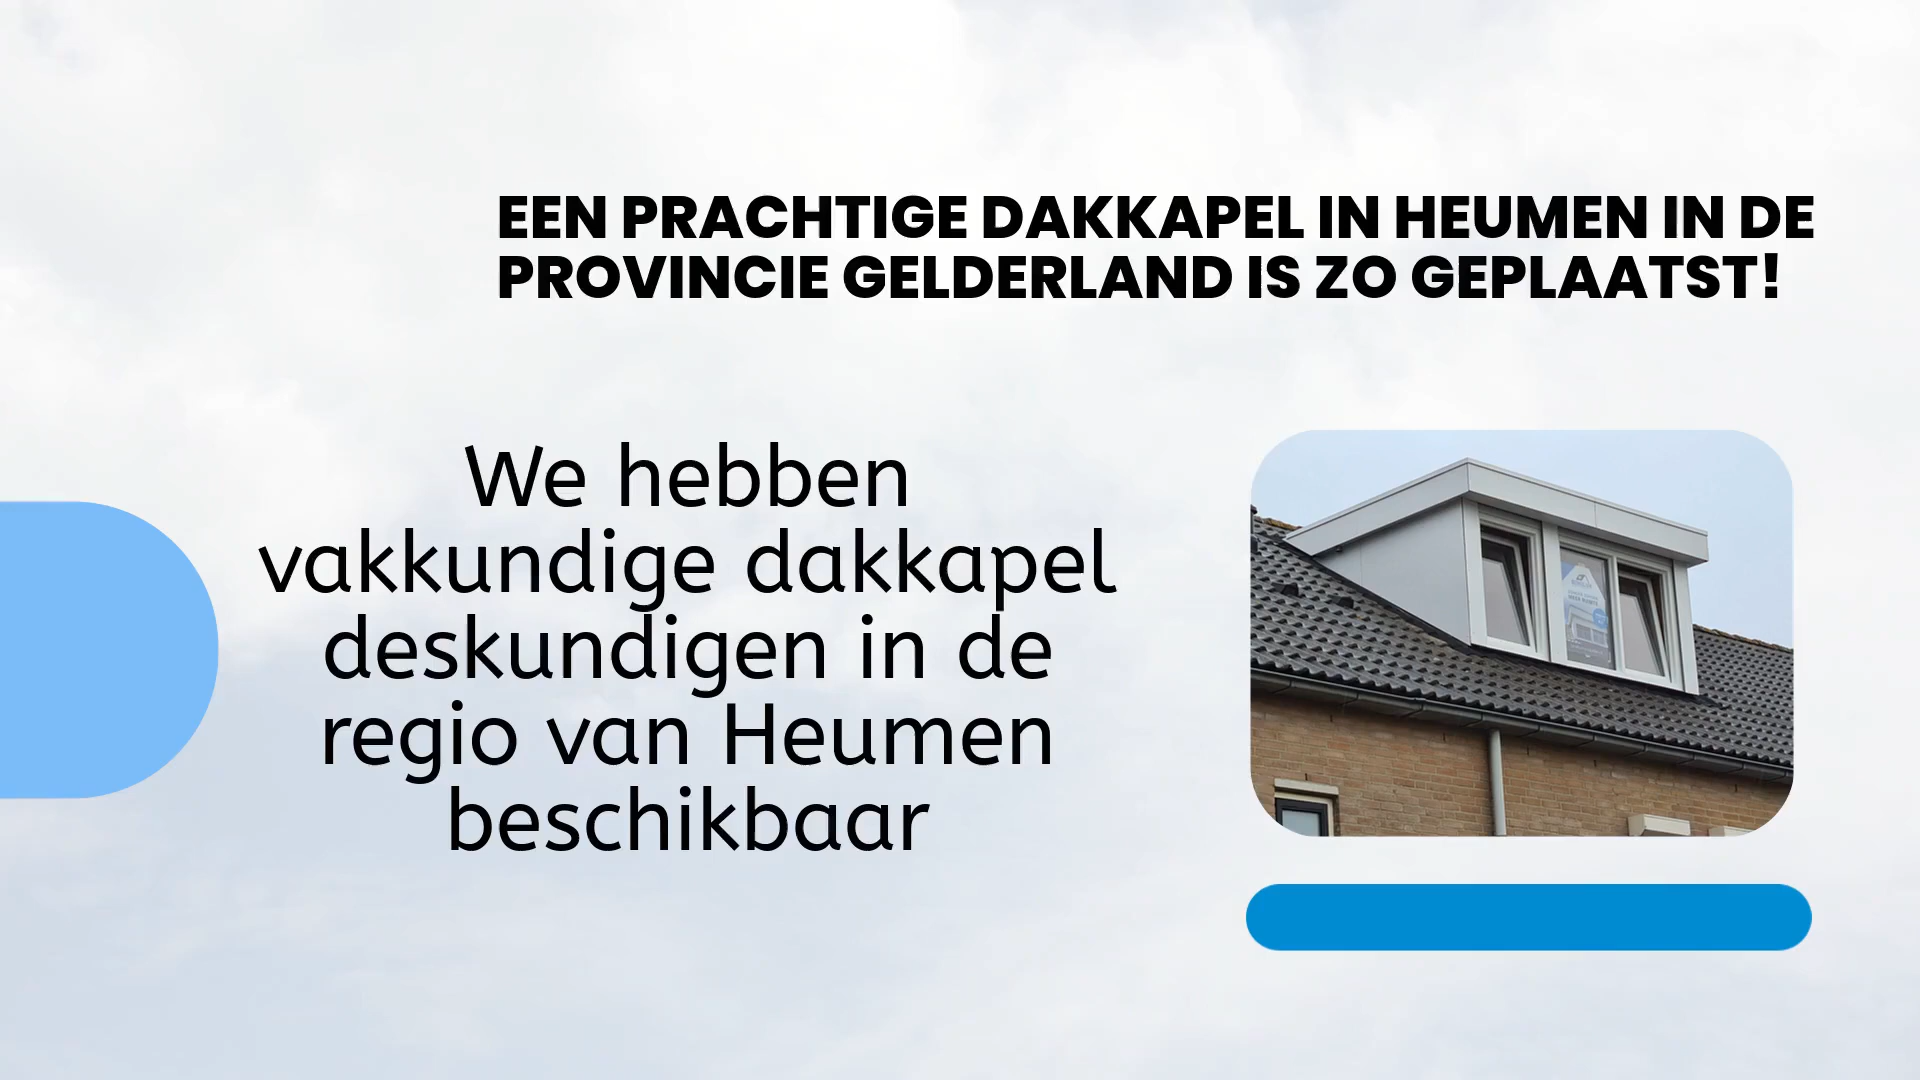 EEN PRACHTIGE DAKKAPEL IN HEUMEN IN DE
PROVINCIE GELDERLAND IS ZO GEPLAATST!
We hebben
vakkundige dakkapel
deskundigen in de
regio van Heumen
beschikbaar